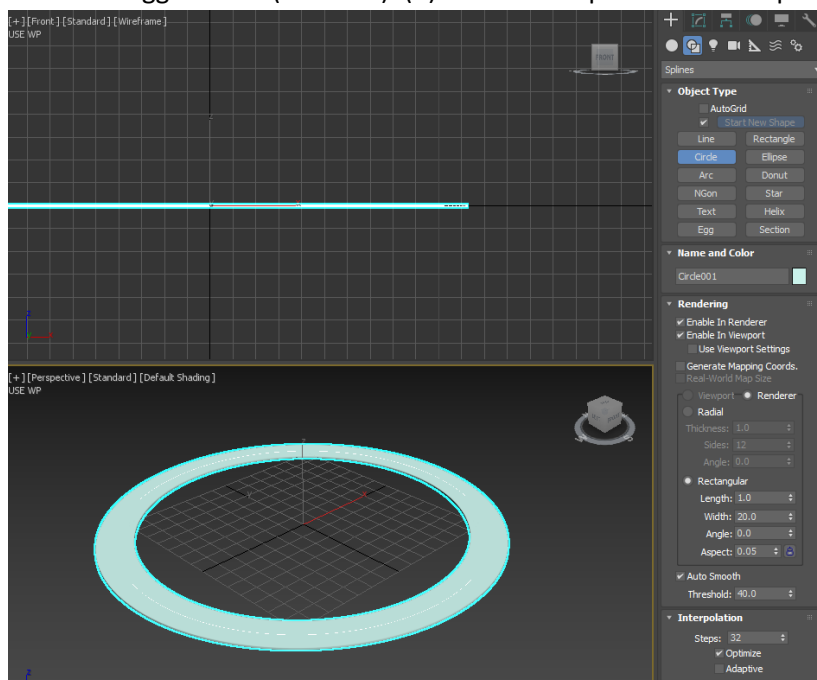 [+] [Front] [Standard] [Wireframe]
USE WP
FRONT
z
z
[+] [Perspective] [Standard] [Default Shading]
USE WP
z
Splines
Object Type
AutoGrid
Start New Shape
Line Rectangle
Circle Ellipse
Arc Donut
NGon Star
Text Helix
Egg Section
Name and Color
Circle001
Rendering
Enable In Renderer
Enable In Viewport
Use Viewport Settings
Generate Mapping Coords.
Real-World Map Size
Viewport Renderer
Radial
Thickness: 1.0
Sides: 12
Angle: 0.0
Rectangular
Length: 1.0
Width: 20.0
Angle: 0.0
Aspect: 0.05
Auto Smooth
Threshold: 40.0
Interpolation
Steps: 32
Optimize
Adaptive